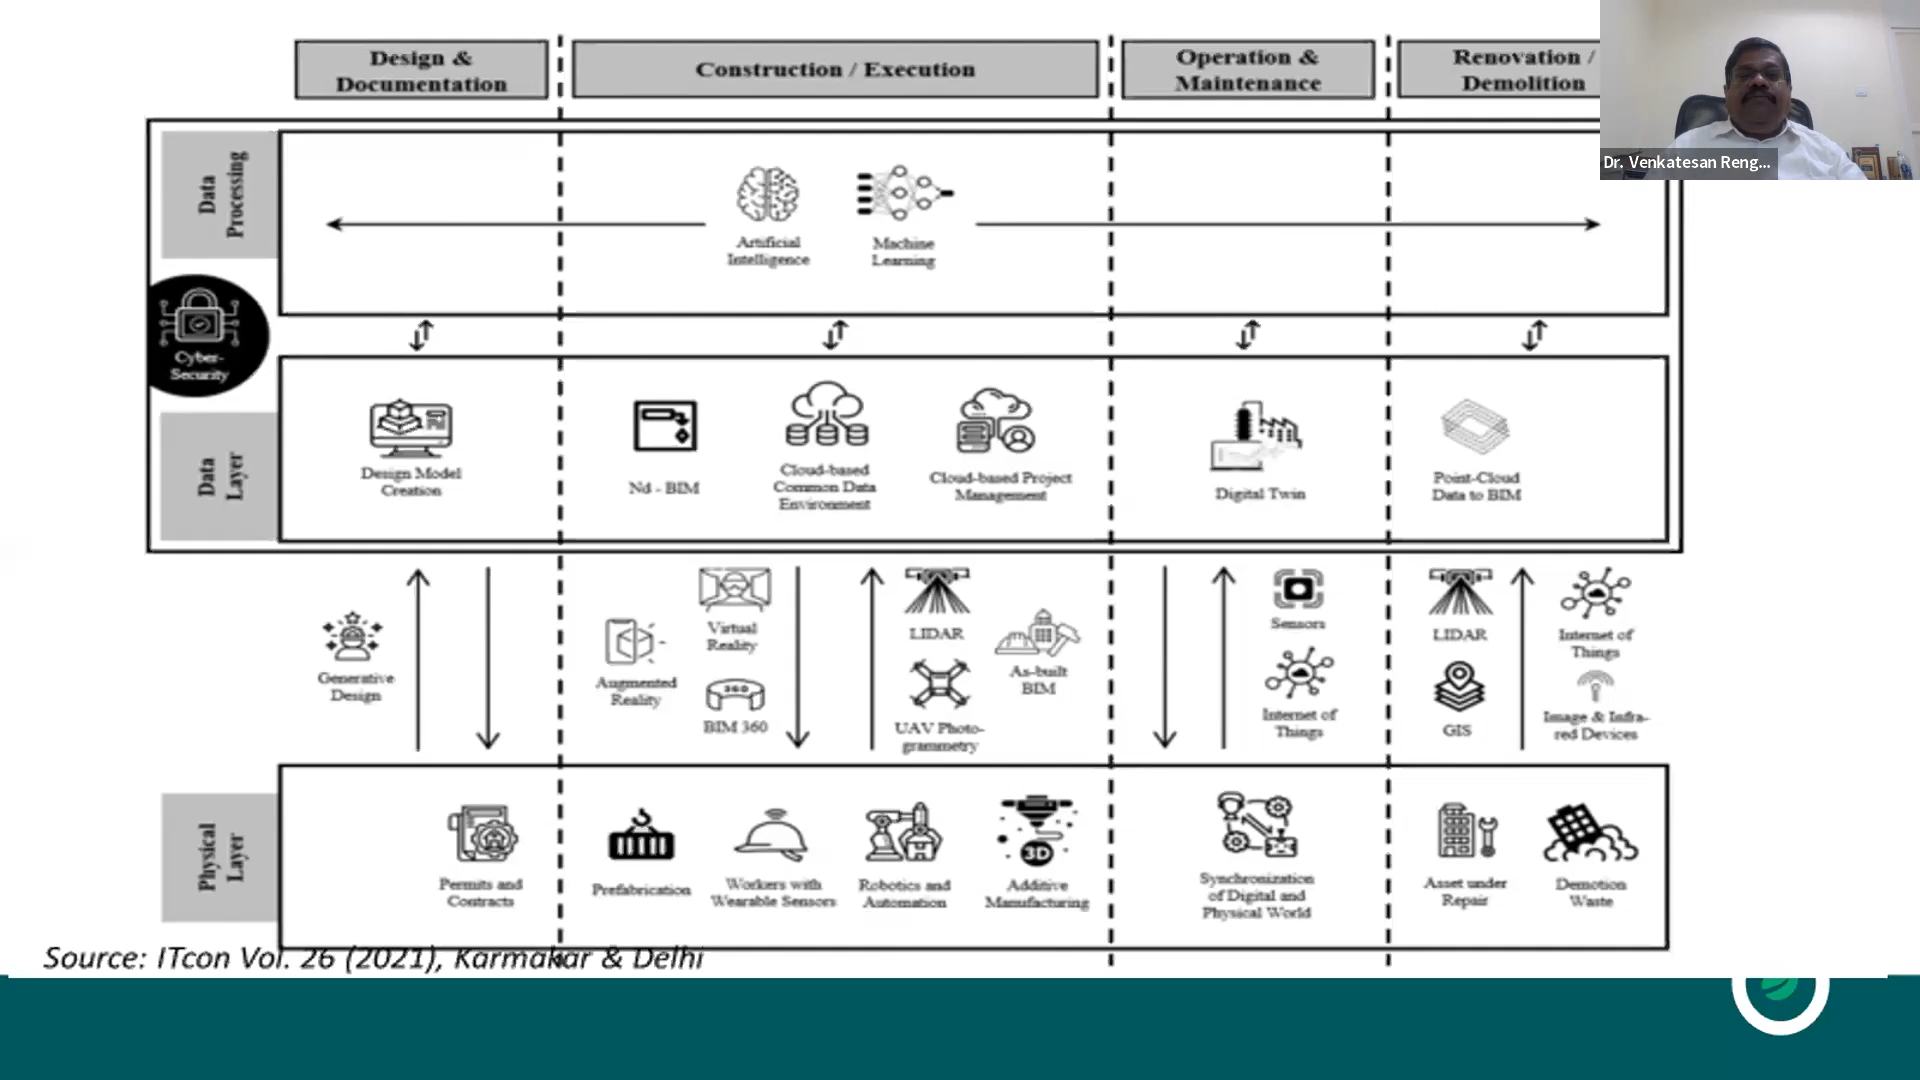 Design &
Documentation
Construction / Execution
Operation &
Maintenance
Renovation /
Demolition
Dr. Venkatesan Reng...
Data
Processing
Artificial
Intelligence
Machine
Learning
Cyber-
Security
Data
Layer
Design Model
Creation
Nd - BIM
Cloud-based
Common Data
Environment
Cloud-based Project
Management
Digital Twin
Point-Cloud
Data to BIM
Generative
Design
Augmented
Reality
Virtual
Reality
360
BIM 360
LIDAR
UAV Photo-
grammetry
As-built
BIM
Sensors
Internet of
Things
LIDAR
GIS
Internet of
Things
Image & Infra-
red Devices
Physical
Layer
Permits and
Contracts
Prefabrication
Workers with
Wearable Sensors
Robotics and
Automation
3D
Additive
Manufacturing
Synchronization
of Digital and
Physical World
Asset under
Repair
Demotion
Waste
Source: ITcon Vol. 26 (2021), Karmakar & Delhi